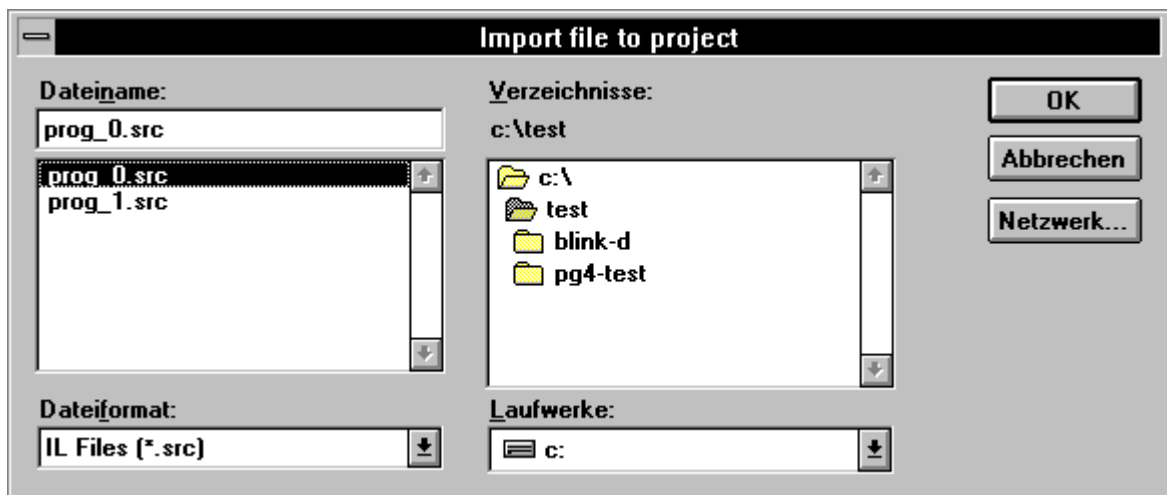 Import file to project
Dateiname:
prog_0.src
prog_0.src
prog_1.src
Dateiformat:
IL Files (*.src)
Verzeichnisse:
c:\test
c:\
test
blink-d
pg4-test
Laufwerke:
c:
OK
Abbrechen
Netzwerk...